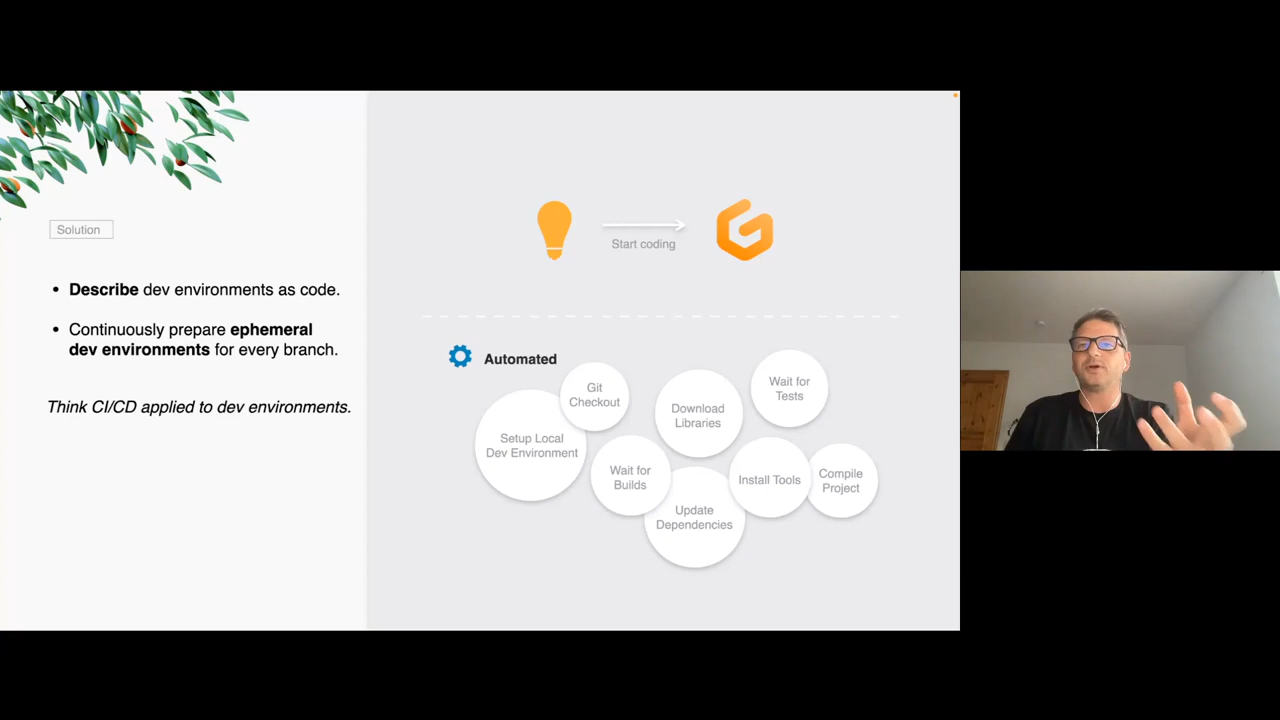 Solution
• Describe dev environments as code.
• Continuously prepare ephemeral
dev environments for every branch.
Think CI/CD applied to dev environments.
Start coding
Automated
Git
Checkout
Setup Local
Dev Environment
Download
Libraries
Wait for
Tests
Wait for
Builds
Update
Dependencies
Install Tools
Compile
Project